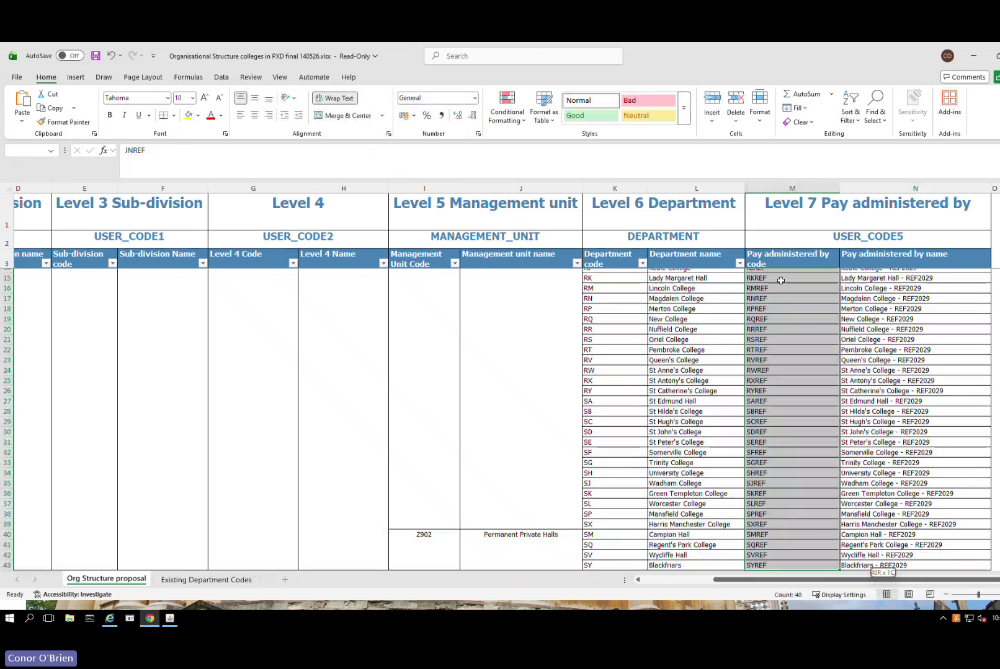 AutoSave Off Organisational Structure colleges in PXD final 140526.xlsx - Read-Only Search CO
File Home Insert Draw Page Layout Formulas Data Review View Automate Help Comments
Paste Cut Copy Format Painter Clipboard
Tahoma 10 A A B I U A Font
Wrap Text Merge & Center Alignment
General % Number
Conditional Formatting Format as Table Normal Bad Good Neutral Styles
Insert Delete Format Cells
AutoSum Fill Clear Sort & Filter Find & Select Editing
Sensitivity Sensitivity
Add-ins Add-ins
fx JNREF
D E F G H I J K L M N O
1 sion Level 3 Sub-division Level 4 Level 5 Management unit Level 6 Department Level 7 Pay administered by
2 USER_CODE1 USER_CODE2 MANAGEMENT_UNIT DEPARTMENT USER_CODE5
3 n name Sub-division code Sub-division Name Level 4 Code Level 4 Name Management Unit Code Management unit name Department code Department name Pay administered by code Pay administered by name
15 RK Lady Margaret Hall RKREF Lady Margaret Hall - REF2029
16 RM Lincoln College RMREF Lincoln College - REF2029
17 RN Magdalen College RNREF Magdalen College - REF2029
18 RP Merton College RPREF Merton College - REF2029
19 RQ New College RQREF New College - REF2029
20 RR Nuffield College RRREF Nuffield College - REF2029
21 RS Oriel College RSREF Oriel College - REF2029
22 RT Pembroke College RTREF Pembroke College - REF2029
23 RV Queen's College RVREF Queen's College - REF2029
24 RW St Anne's College RWREF St Anne's College - REF2029
25 RX St Antony's College RXREF St Antony's College - REF2029
26 RY St Catherine's College RYREF St Catherine's College - REF2029
27 SA St Edmund Hall SAREF St Edmund Hall - REF2029
28 SB St Hilda's College SBREF St Hilda's College - REF2029
29 SC St Hugh's College SCREF St Hugh's College - REF2029
30 SD St John's College SDREF St John's College - REF2029
31 SE St Peter's College SEREF St Peter's College - REF2029
32 SF Somerville College SFREF Somerville College - REF2029
33 SG Trinity College SGREF Trinity College - REF2029
34 SH University College SHREF University College - REF2029
35 SJ Wadham College SJREF Wadham College - REF2029
36 SK Green Templeton College SKREF Green Templeton College - REF2029
37 SL Worcester College SLREF Worcester College - REF2029
38 SP Mansfield College SPREF Mansfield College - REF2029
39 SX Harris Manchester College SXREF Harris Manchester College - REF2029
40 Z902 Permanent Private Halls SM Campion Hall SMREF Campion Hall - REF2029
41 SQ Regent's Park College SQREF Regent's Park College - REF2029
42 SV Wycliffe Hall SVREF Wycliffe Hall - REF2029
43 SY Blackfriars SYREF Blackfriars - REF2029
40R x 1C
Org Structure proposal Existing Department Codes
Ready Accessibility: Investigate Count: 40 Display Settings
10:
Conor O'Brien